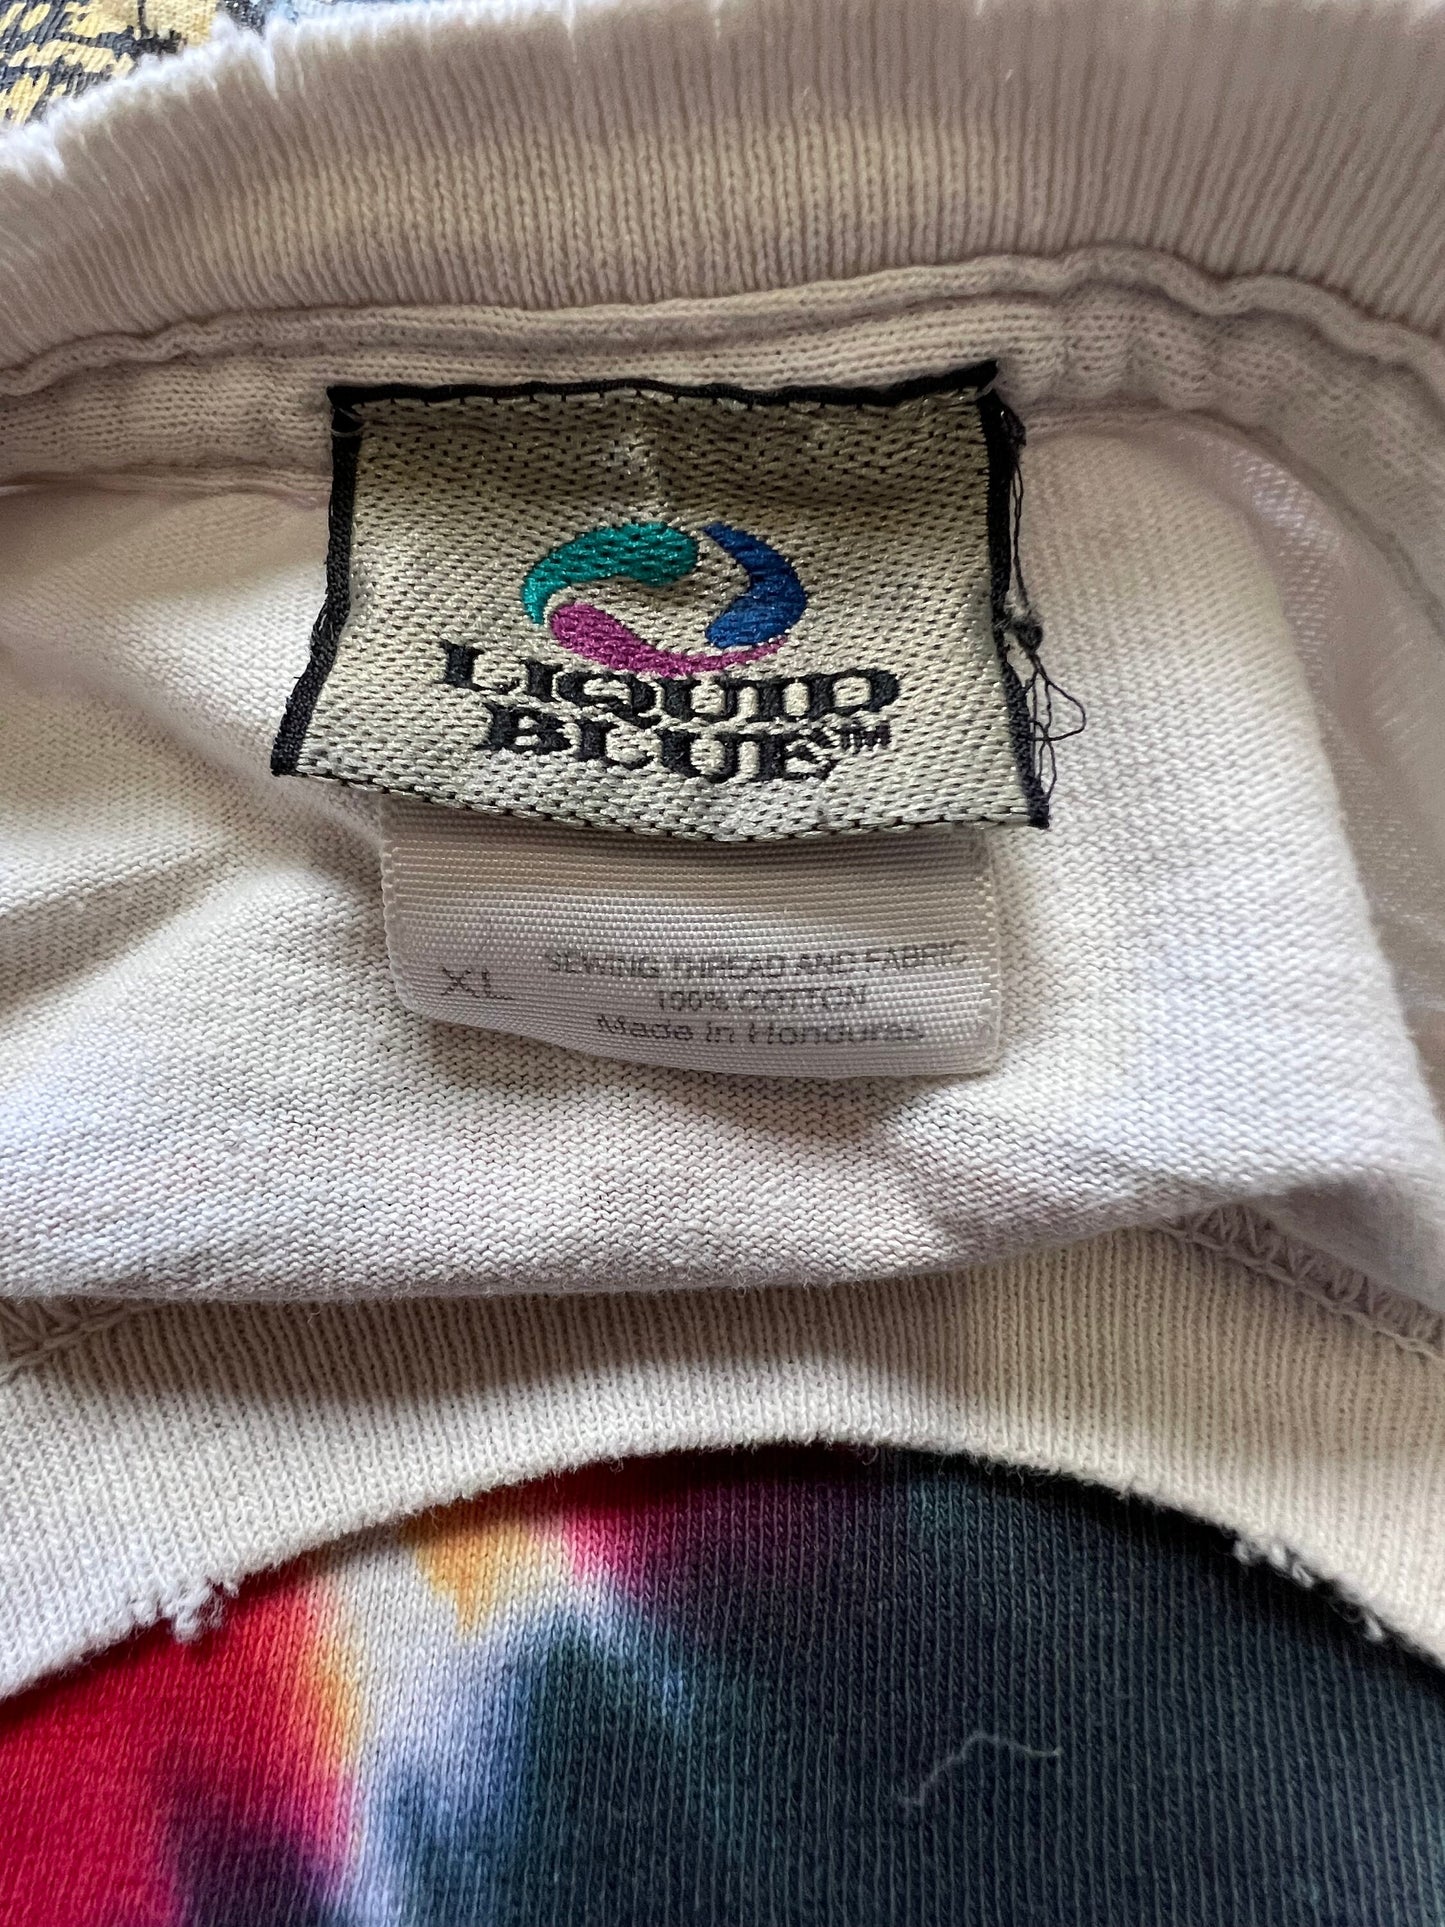 LIQUID
BLUE™
XL
SEWING THREAD AND FABRIC
100% COTTON
Made in Honduras